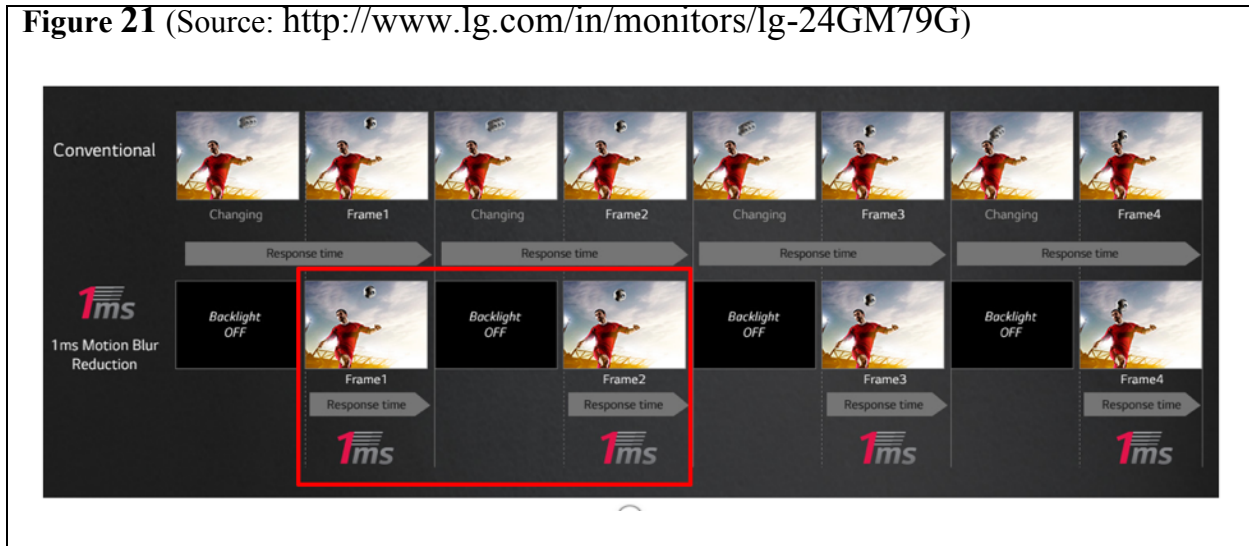 Figure 21 (Source: http://www.lg.com/in/monitors/lg-24GM79G)
Conventional
Changing Frame1 Changing Frame2 Changing Frame3 Changing Frame4
Response time Response time Response time Response time
1ms Backlight Backlight Backlight Backlight
OFF OFF OFF OFF
1ms Motion Blur
Reduction
Frame1 Frame2 Frame3 Frame4
Response time Response time Response time Response time
1ms 1ms 1ms 1ms